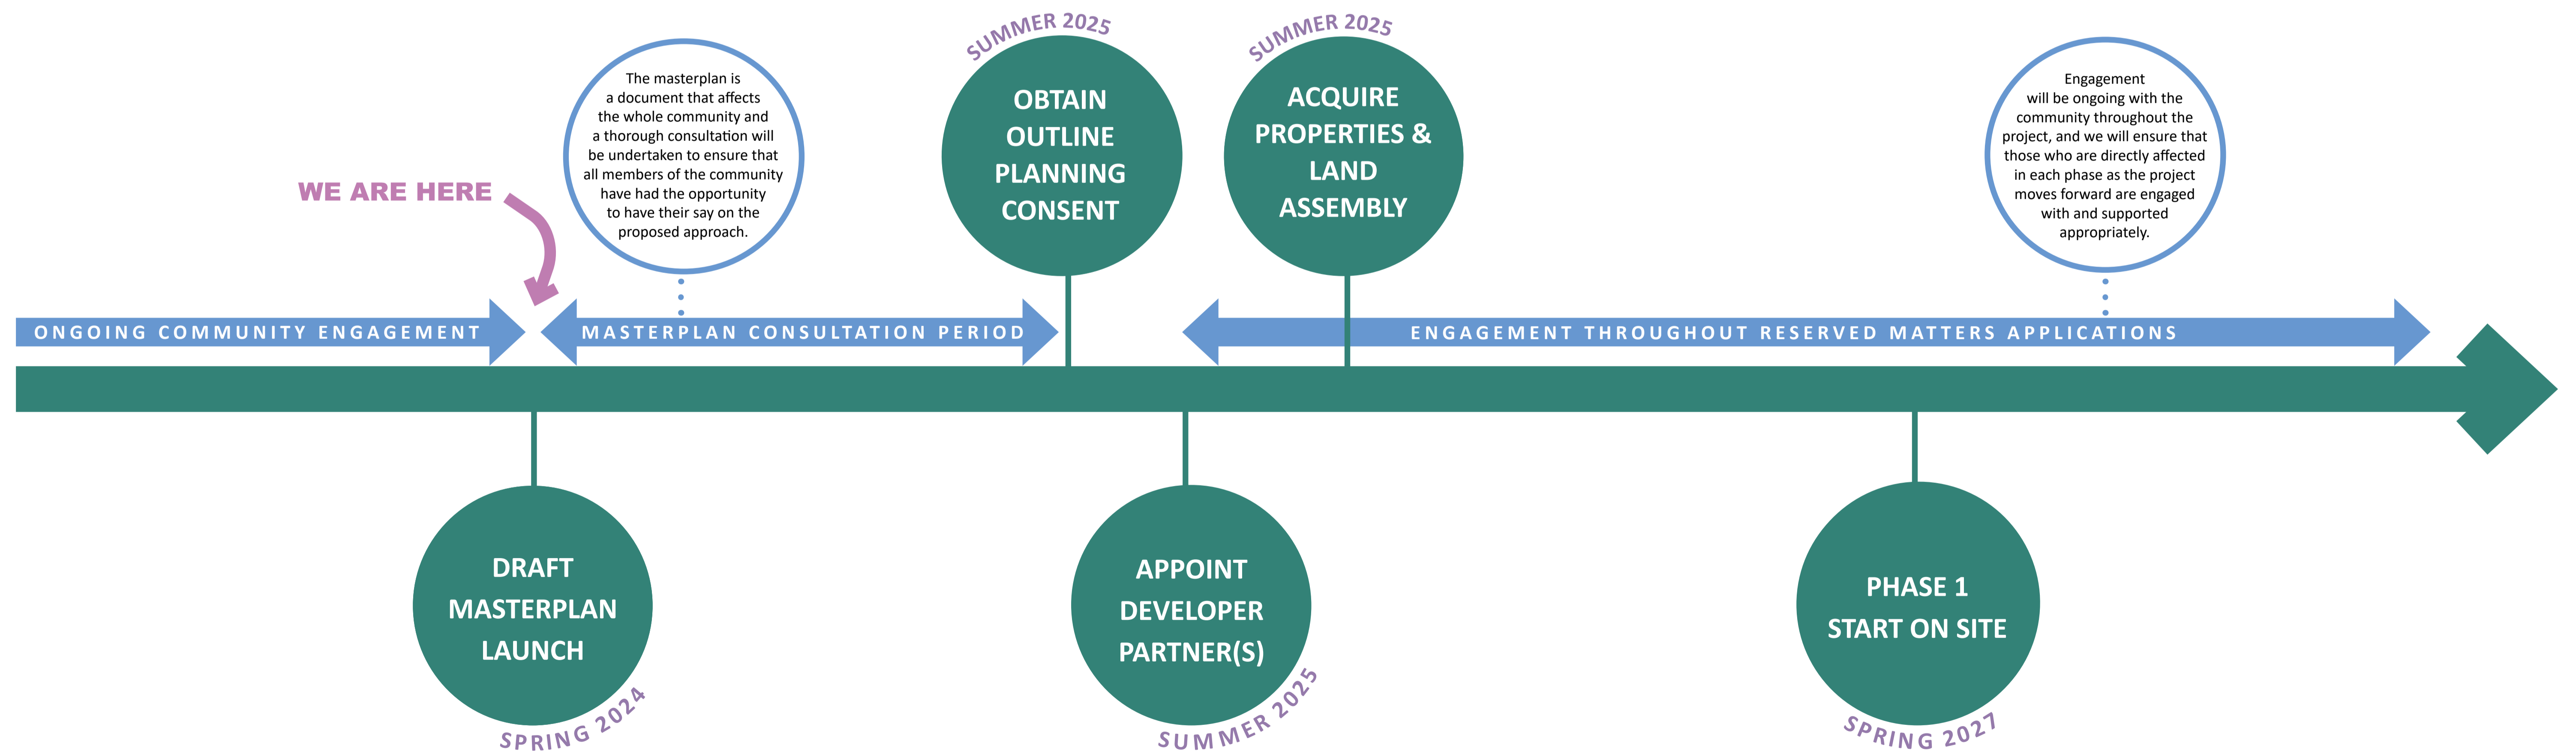 SUMMER 2025
SUMMER 2025
The masterplan is
a document that affects
the whole community and
a thorough consultation will
be undertaken to ensure that
all members of the community
have had the opportunity
to have their say on the
proposed approach.
OBTAIN
OUTLINE
PLANNING
CONSENT
ACQUIRE
PROPERTIES &
LAND
ASSEMBLY
Engagement
will be ongoing with the
community throughout the
project, and we will ensure that
those who are directly affected
in each phase as the project
moves forward are engaged
with and supported
appropriately.
WE ARE HERE
ONGOING COMMUNITY ENGAGEMENT
MASTERPLAN CONSULTATION PERIOD
ENGAGEMENT THROUGHOUT RESERVED MATTERS APPLICATIONS
DRAFT
MASTERPLAN
LAUNCH
SPRING 2024
APPOINT
DEVELOPER
PARTNER(S)
SUMMER 2025
PHASE 1
START ON SITE
SPRING 2027